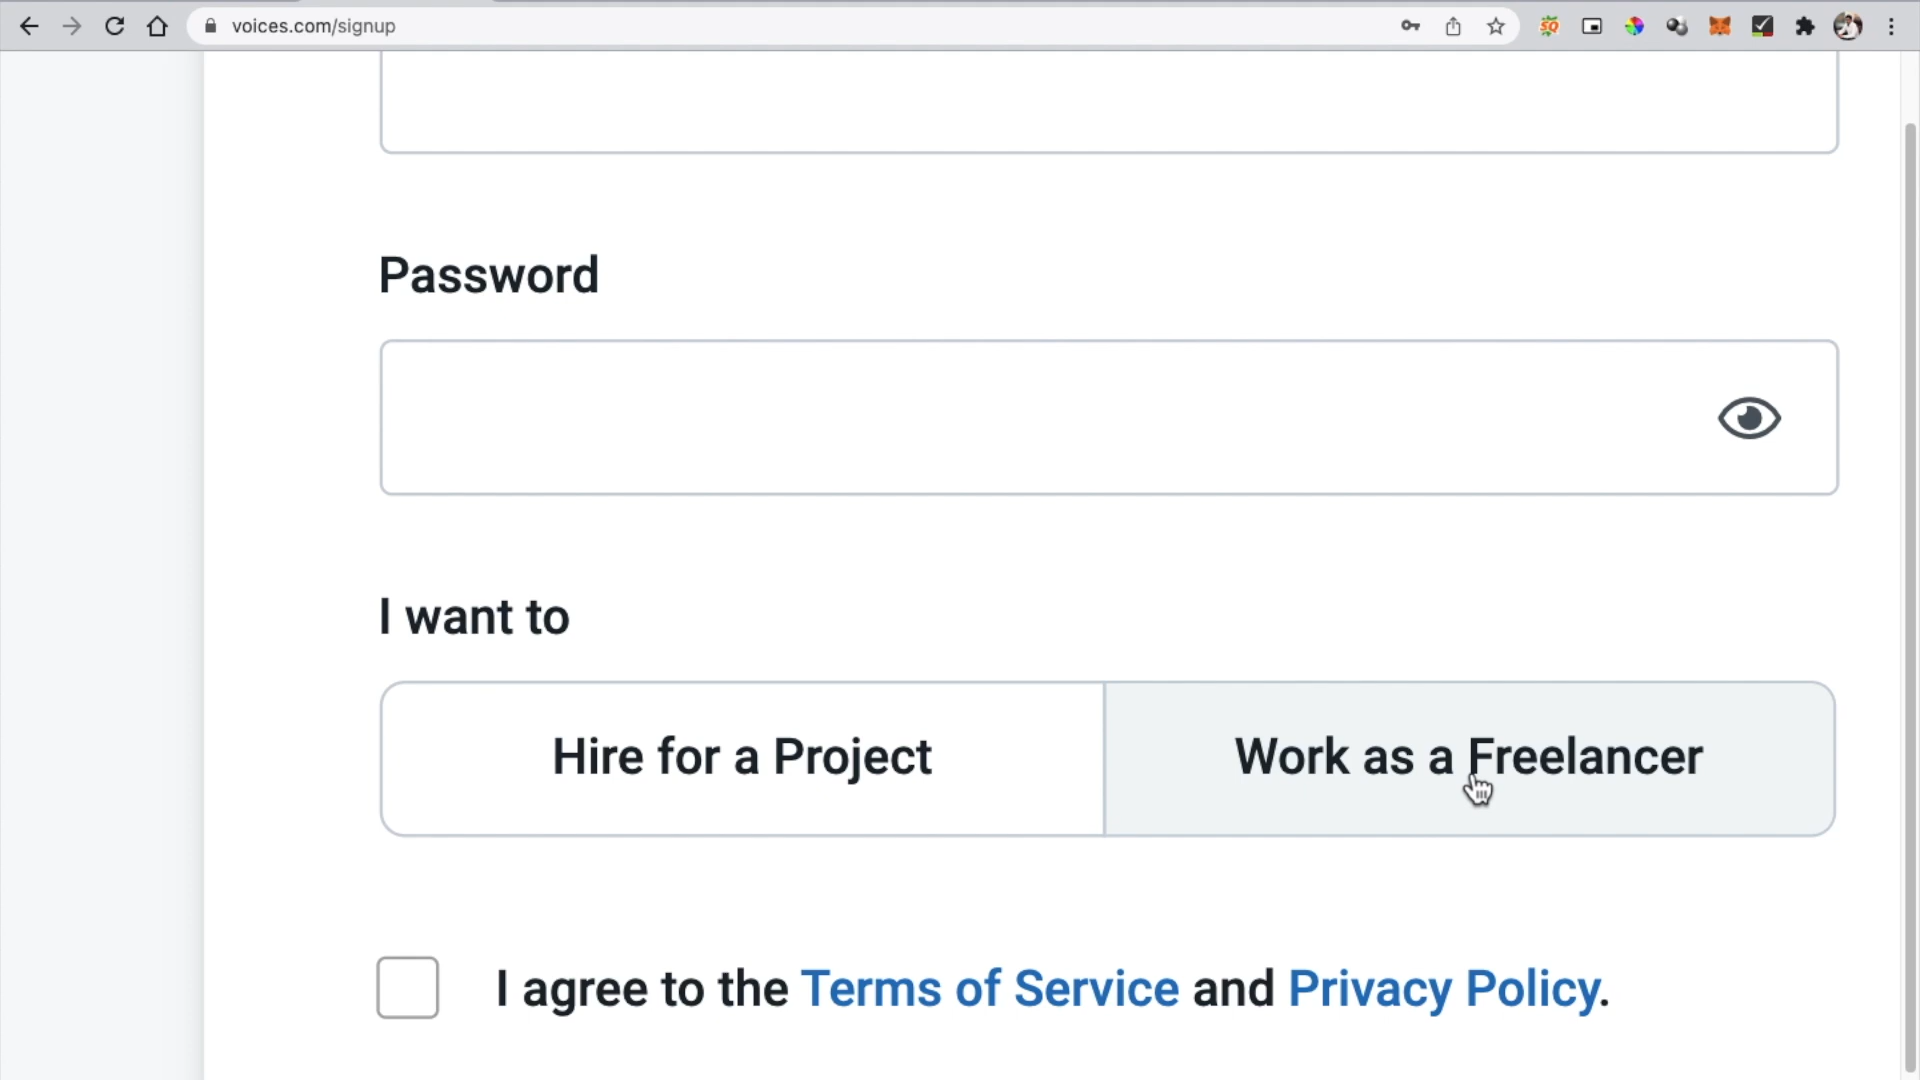 voices.com/signup
Password
I want to
Hire for a Project
Work as a Freelancer
I agree to the Terms of Service and Privacy Policy.